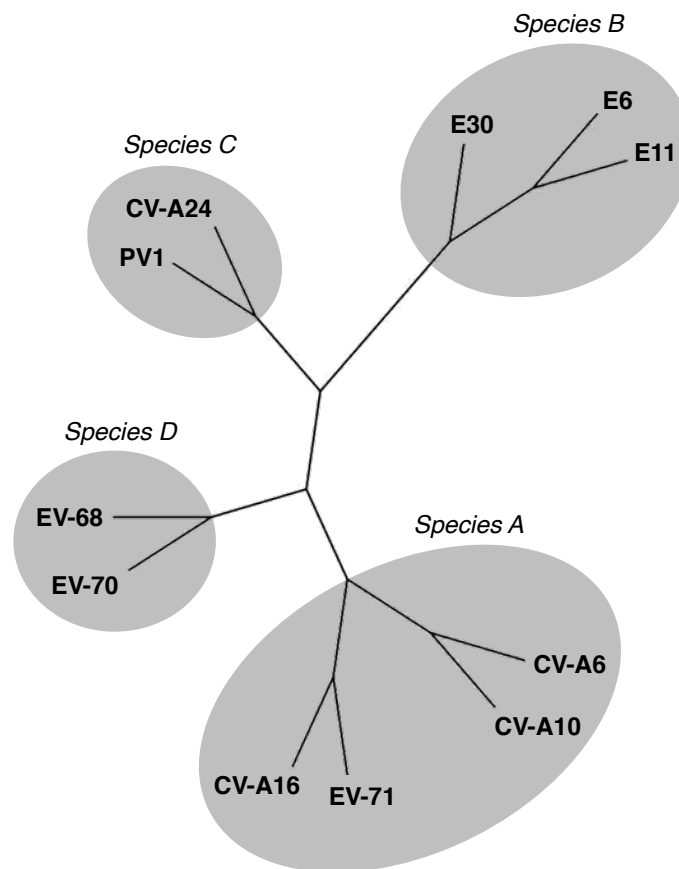 Species B
E6
E30
E11
Species C
CV-A24
PV1
Species D
EV-68
EV-70
Species A
CV-A6
CV-A10
CV-A16
EV-71